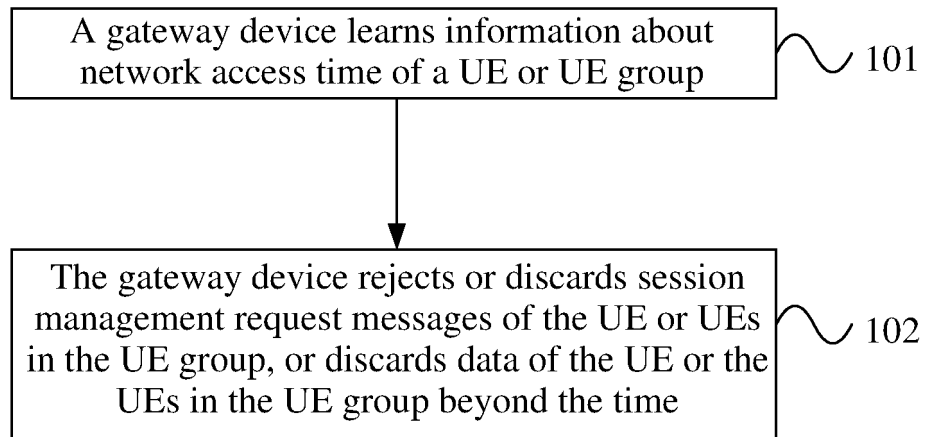 A gateway device learns information about
network access time of a UE or UE group
101
The gateway device rejects or discards session
management request messages of the UE or UEs
in the UE group, or discards data of the UE or the
UEs in the UE group beyond the time
102